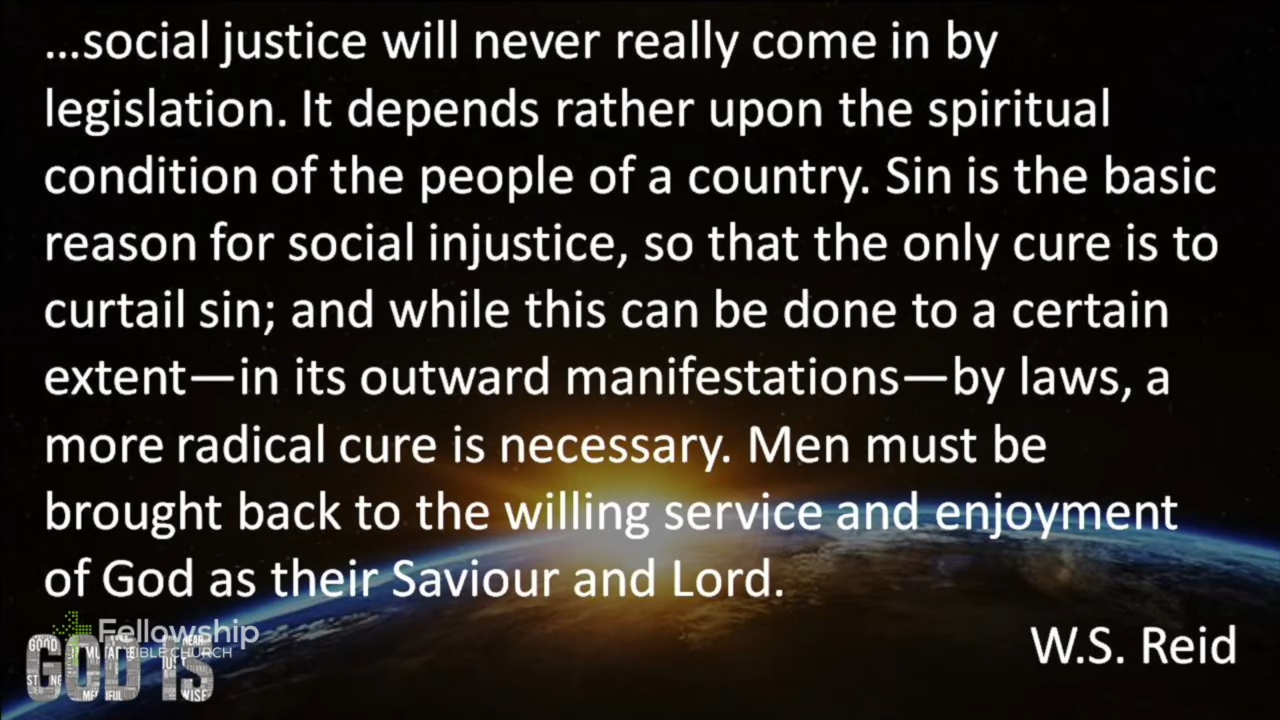 ...social justice will never really come in by
legislation. It depends rather upon the spiritual
condition of the people of a country. Sin is the basic
reason for social injustice, so that the only cure is to
curtail sin; and while this can be done to a certain
extent—in its outward manifestations—by laws, a
more radical cure is necessary. Men must be
brought back to the willing service and enjoyment
of God as their Saviour and Lord.
W.S. Reid
Fellowship
BIBLE CHURCH
GOD IS
GOOD
WISE